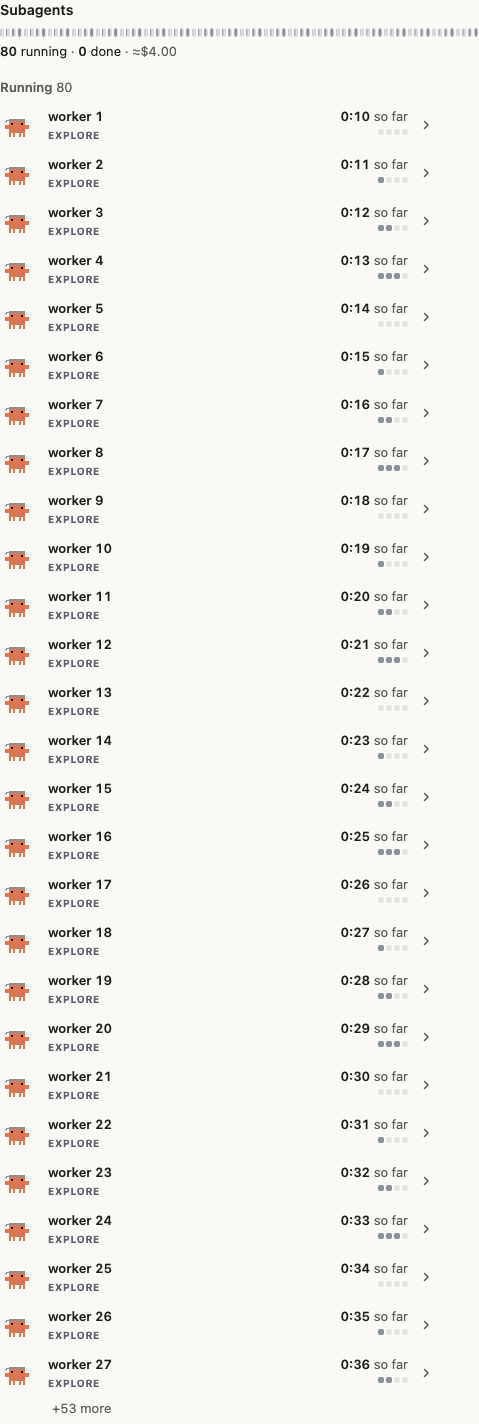 Subagents
80 running · 0 done · ≈$4.00
Running 80
worker 1 0:10 so far
EXPLORE
worker 2 0:11 so far
EXPLORE
worker 3 0:12 so far
EXPLORE
worker 4 0:13 so far
EXPLORE
worker 5 0:14 so far
EXPLORE
worker 6 0:15 so far
EXPLORE
worker 7 0:16 so far
EXPLORE
worker 8 0:17 so far
EXPLORE
worker 9 0:18 so far
EXPLORE
worker 10 0:19 so far
EXPLORE
worker 11 0:20 so far
EXPLORE
worker 12 0:21 so far
EXPLORE
worker 13 0:22 so far
EXPLORE
worker 14 0:23 so far
EXPLORE
worker 15 0:24 so far
EXPLORE
worker 16 0:25 so far
EXPLORE
worker 17 0:26 so far
EXPLORE
worker 18 0:27 so far
EXPLORE
worker 19 0:28 so far
EXPLORE
worker 20 0:29 so far
EXPLORE
worker 21 0:30 so far
EXPLORE
worker 22 0:31 so far
EXPLORE
worker 23 0:32 so far
EXPLORE
worker 24 0:33 so far
EXPLORE
worker 25 0:34 so far
EXPLORE
worker 26 0:35 so far
EXPLORE
worker 27 0:36 so far
EXPLORE
+53 more